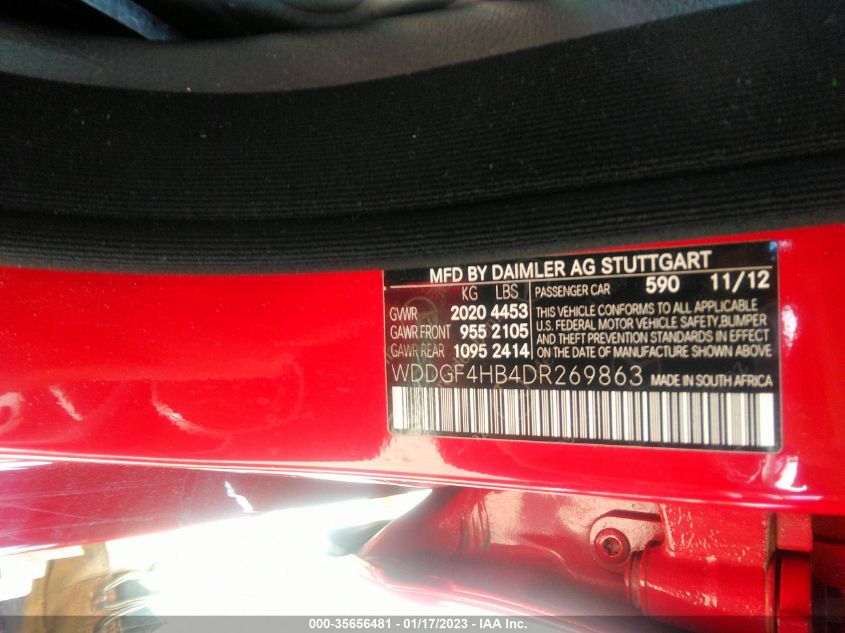 MFD BY DAIMLER AG STUTTGART
KG LBS
GVWR 2020 4453
GAWR FRONT 955 2105
GAWR REAR 1095 2414
PASSENGER CAR 590 11/12
THIS VEHICLE CONFORMS TO ALL APPLICABLE
U.S. FEDERAL MOTOR VEHICLE SAFETY, BUMPER
AND THEFT PREVENTION STANDARDS IN EFFECT
ON THE DATE OF MANUFACTURE SHOWN ABOVE.
WDDGF4HB4DR269863 MADE IN SOUTH AFRICA
000-35656481 - 01/17/2023 - IAA Inc.